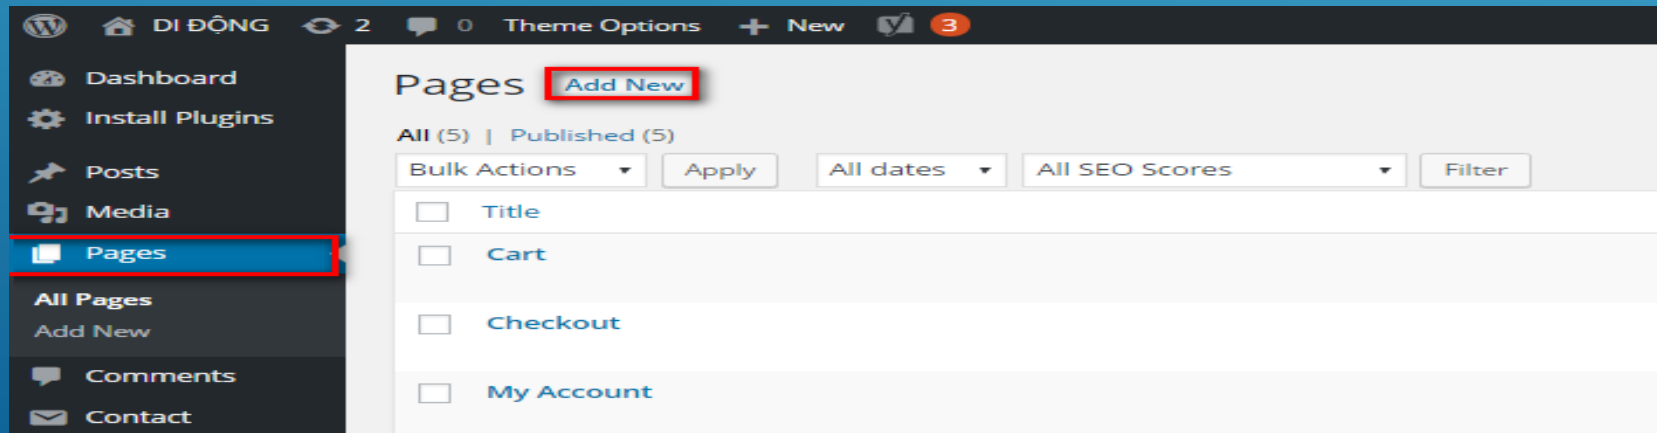 DI ĐỘNG 2 0 Theme Options + New 3
Dashboard
Install Plugins
Posts
Media
Pages
All Pages
Add New
Comments
Contact
Pages Add New
All (5) | Published (5)
Bulk Actions Apply All dates All SEO Scores Filter
Title
Cart
Checkout
My Account